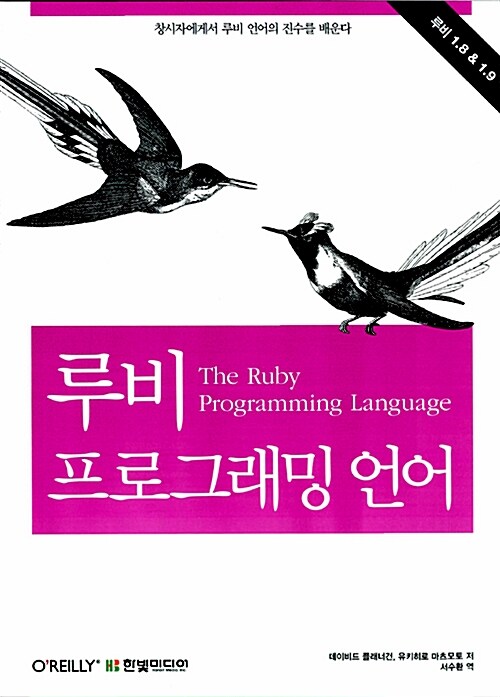 창시자에게서 루비 언어의 진수를 배운다
루비 1.8 & 1.9
루비
The Ruby
Programming Language
프로그래밍 언어
데이비드 플래너건, 유키히로 마츠모토 저
서수환 역
O'REILLY® HB 한빛미디어